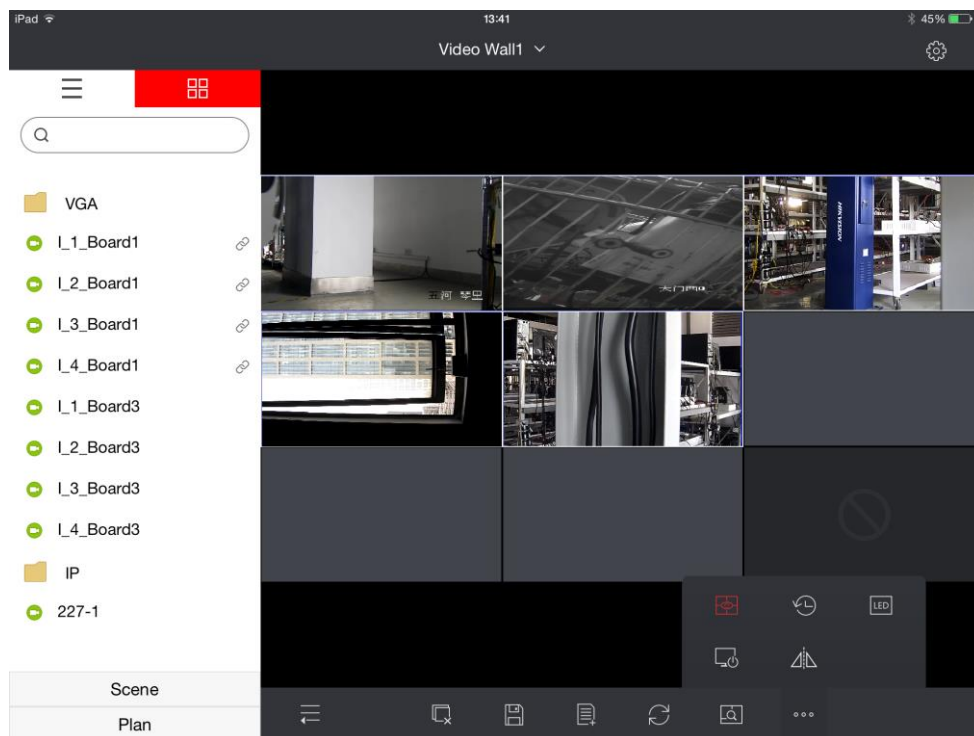 iPad 13:41 45%
Video Wall1
VGA
I_1_Board1
I_2_Board1
I_3_Board1
I_4_Board1
I_1_Board3
I_2_Board3
I_3_Board3
I_4_Board3
IP
227-1
Scene
Plan
HIKVISION
LED